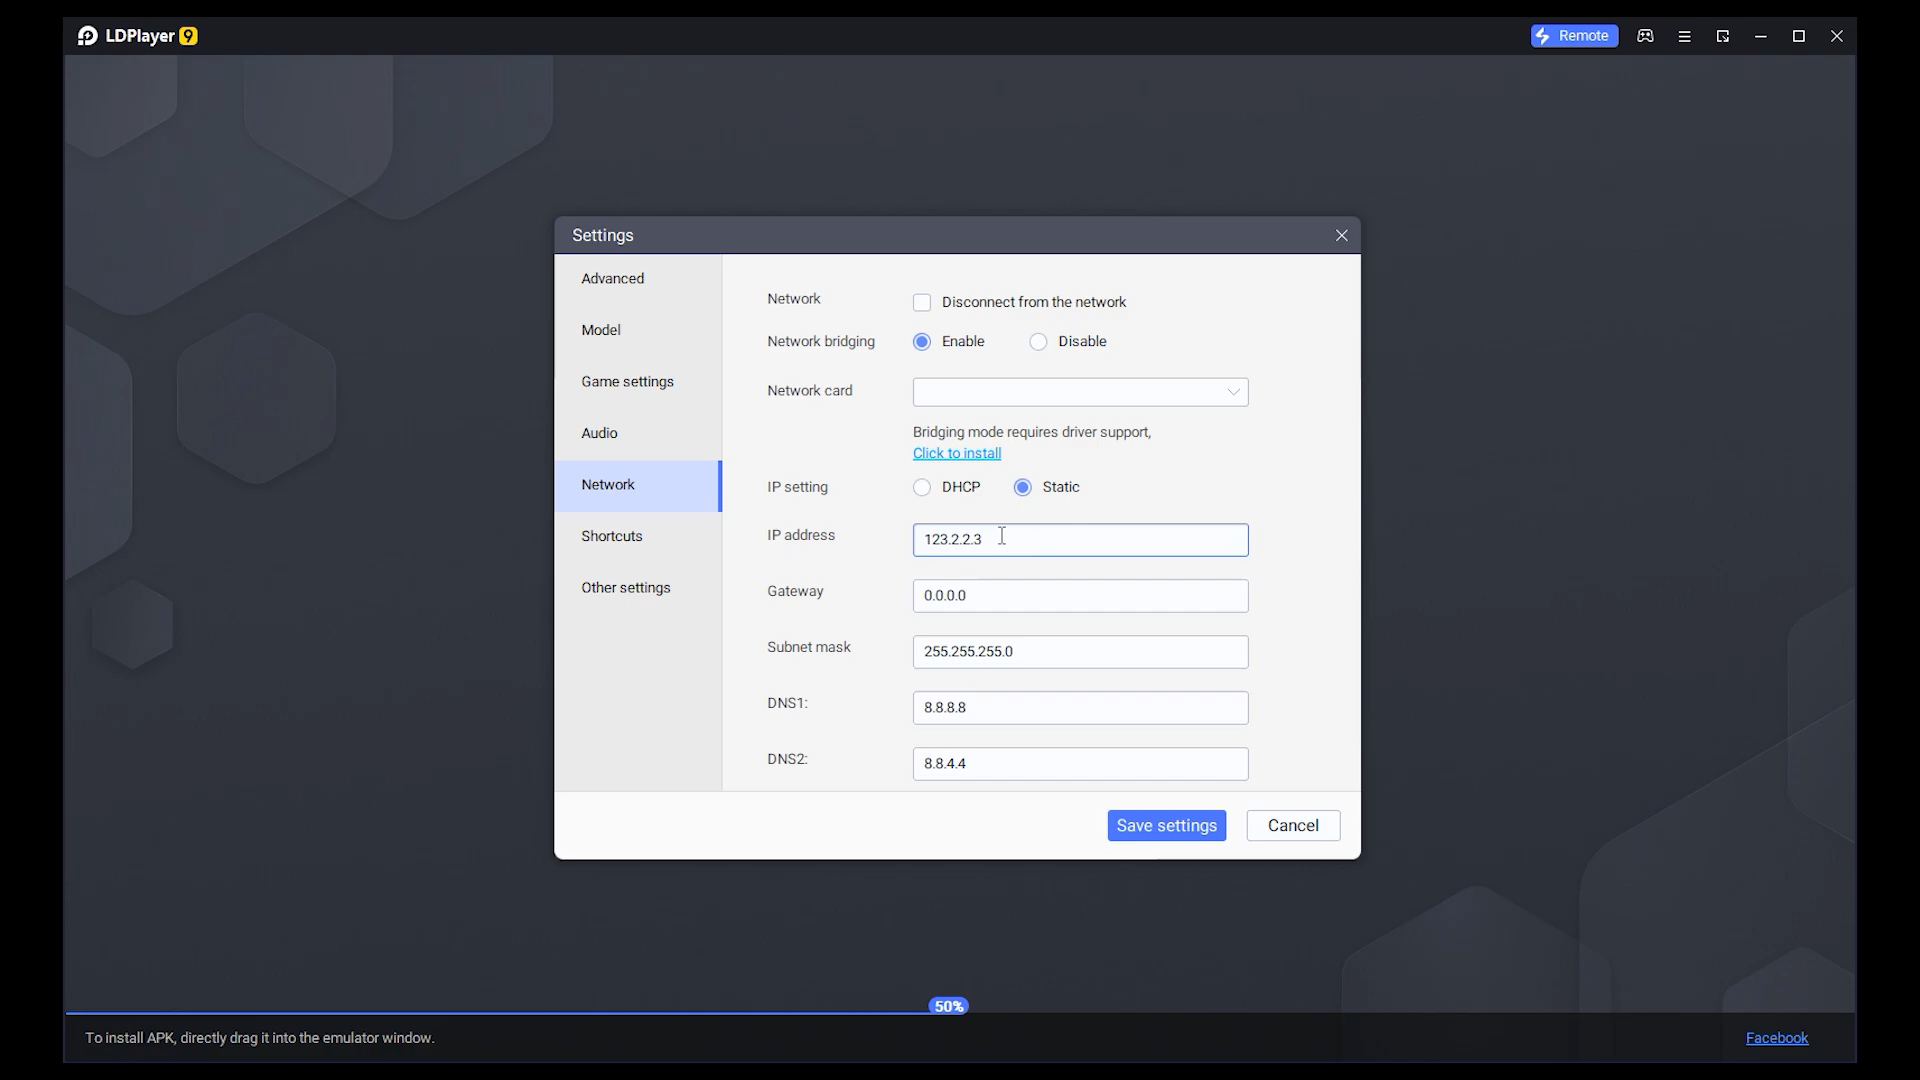 LDPlayer 9
Remote
Settings
Advanced
Model
Game settings
Audio
Network
Shortcuts
Other settings
Network
Disconnect from the network
Network bridging
Enable
Disable
Network card
Bridging mode requires driver support,
Click to install
IP setting
DHCP
Static
IP address
123.2.2.3
Gateway
0.0.0.0
Subnet mask
255.255.255.0
DNS1:
8.8.8.8
DNS2:
8.8.4.4
Save settings
Cancel
50%
To install APK, directly drag it into the emulator window.
Facebook